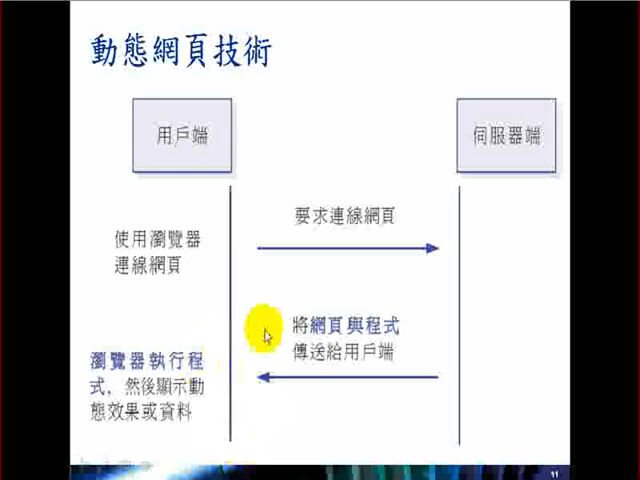 動態網頁技術
用戶端
伺服器端
要求連線網頁
使用瀏覽器
連線網頁
將網頁與程式
傳送給用戶端
瀏覽器執行程
式，然後顯示動
態效果或資料
11